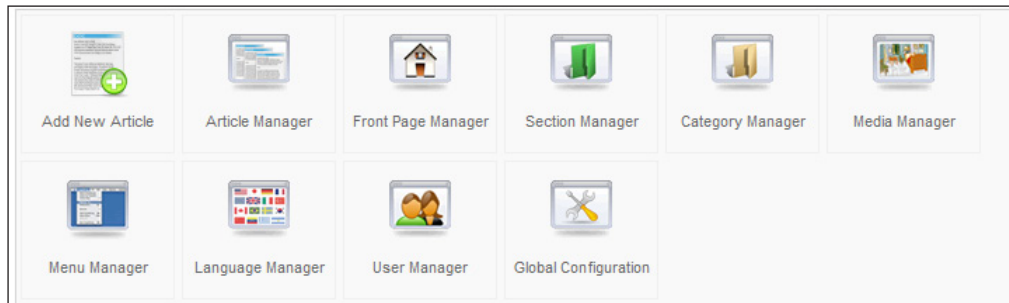 Add New Article
Article Manager
Front Page Manager
Section Manager
Category Manager
Media Manager
Menu Manager
Language Manager
User Manager
Global Configuration